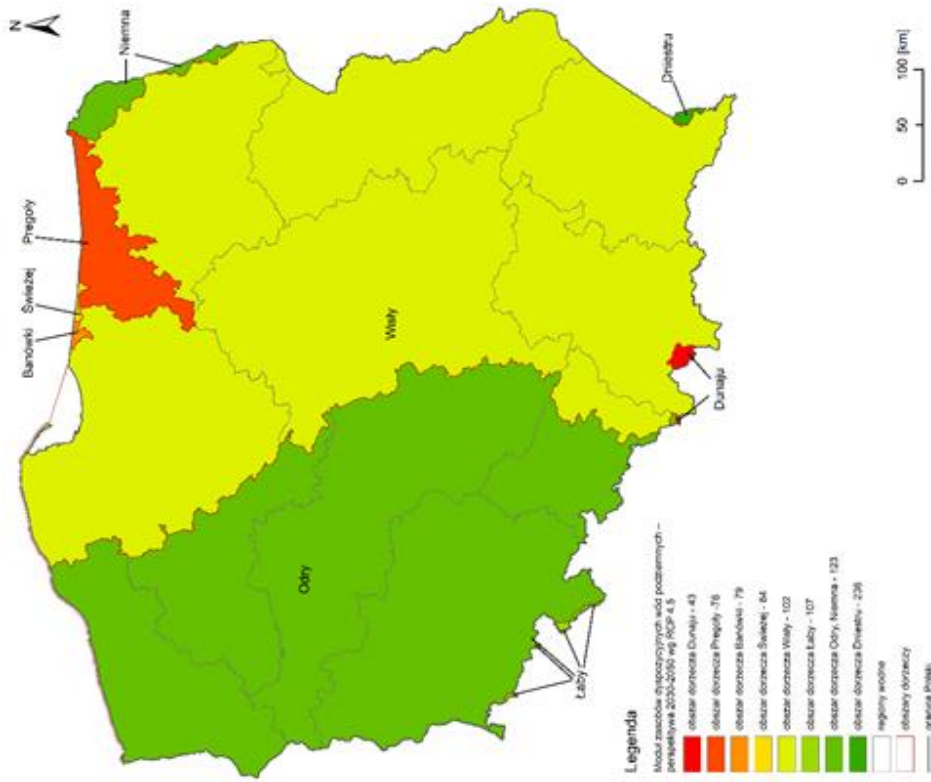 N
Niemna
Pregoły
Świeżej
Banówki
Wisły
Odry
Dniestru
Dunaju
Łaby
0 50 100 [km]
Legenda
Moduł zasobów dyspozycyjnych wód podziemnych –
perspektywa 2030-2050 wg RCP 4.5
obszar dorzecza Dunaju - 43
obszar dorzecza Pregoły -76
obszar dorzecza Banówki - 79
obszar dorzecza Świeżej - 84
obszar dorzecza Wisły - 102
obszar dorzecza Łaby - 107
obszar dorzecza Odry, Niemna - 123
obszar dorzecza Dniestru - 236
regiony wodne
obszary dorzeczy
granica Polski